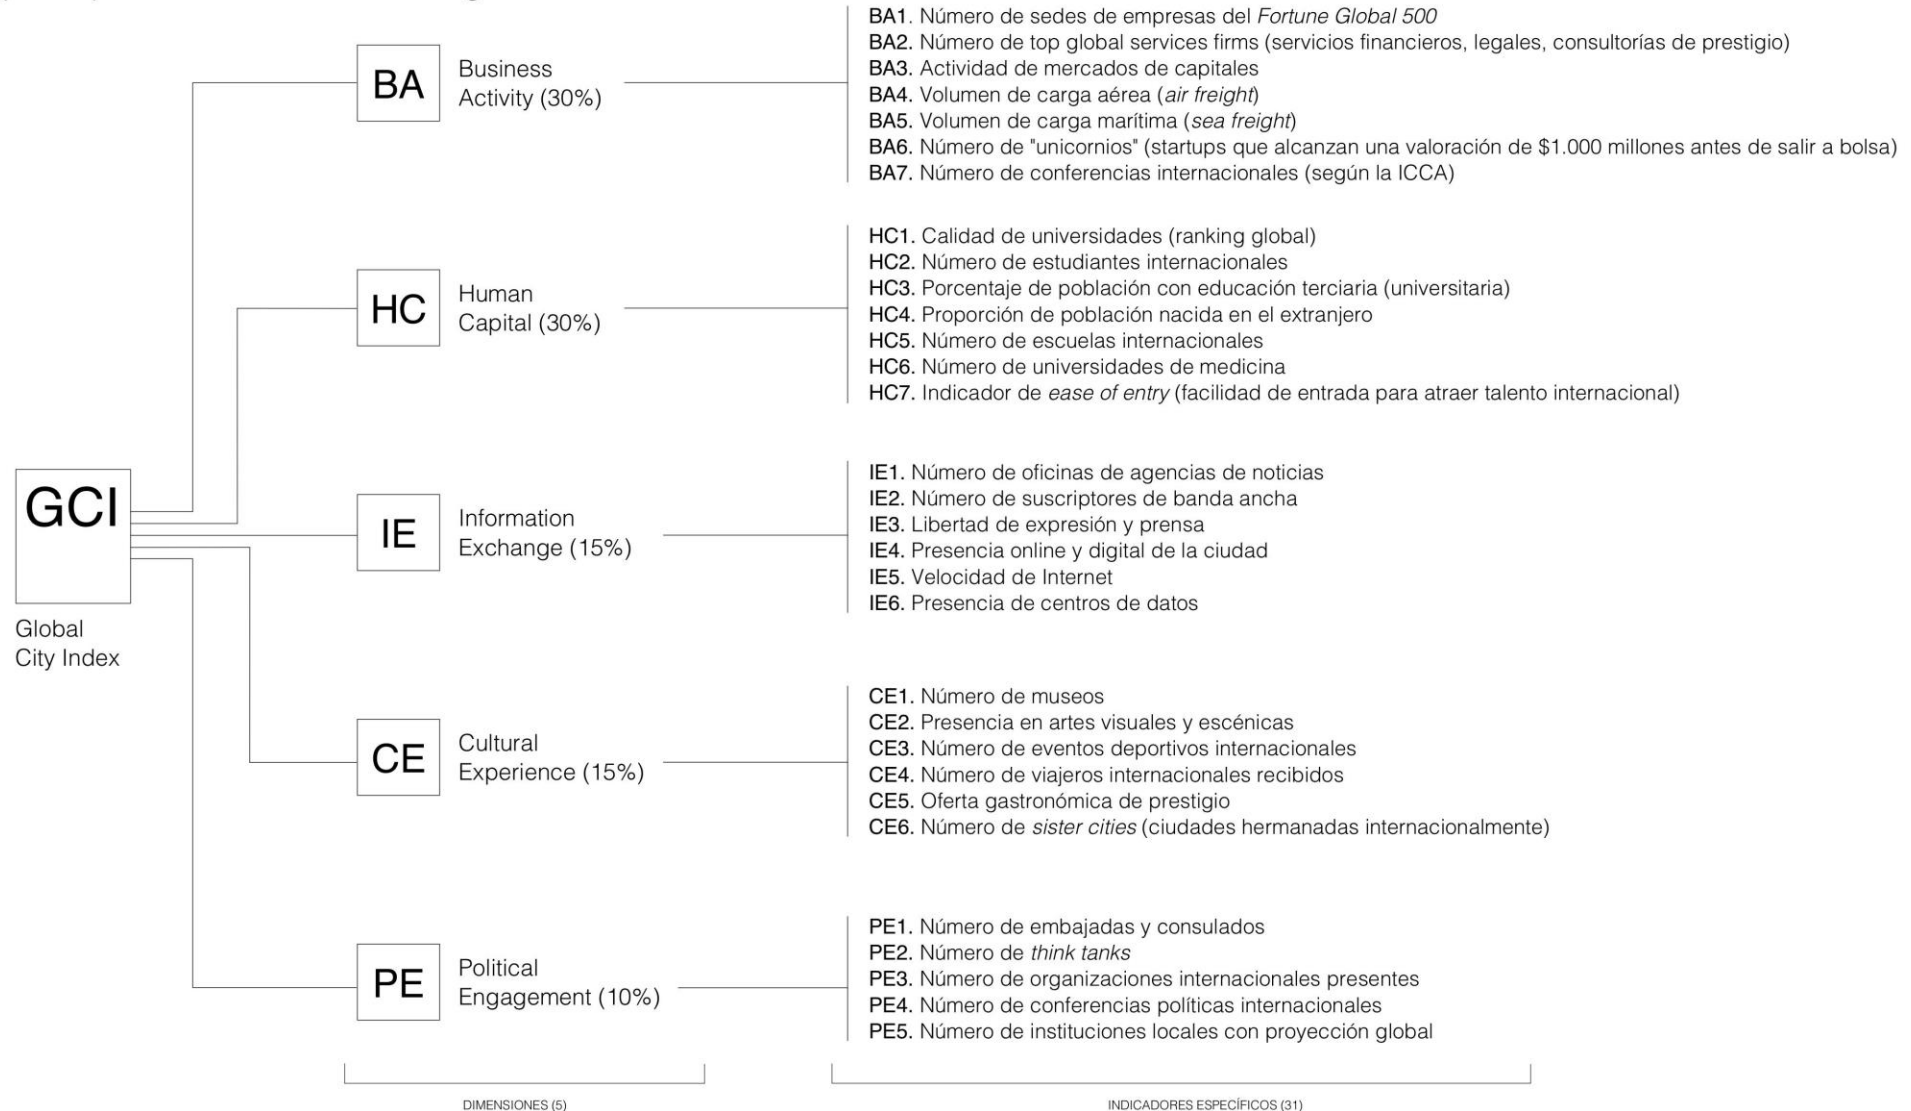 BA
Business
Activity (30%)
BA1. Número de sedes de empresas del Fortune Global 500
BA2. Número de top global services firms (servicios financieros, legales, consultorías de prestigio)
BA3. Actividad de mercados de capitales
BA4. Volumen de carga aérea (air freight)
BA5. Volumen de carga marítima (sea freight)
BA6. Número de "unicornios" (startups que alcanzan una valoración de $1.000 millones antes de salir a bolsa)
BA7. Número de conferencias internacionales (según la ICCA)
HC
Human
Capital (30%)
HC1. Calidad de universidades (ranking global)
HC2. Número de estudiantes internacionales
HC3. Porcentaje de población con educación terciaria (universitaria)
HC4. Proporción de población nacida en el extranjero
HC5. Número de escuelas internacionales
HC6. Número de universidades de medicina
HC7. Indicador de ease of entry (facilidad de entrada para atraer talento internacional)
GCI
Global
City Index
IE
Information
Exchange (15%)
IE1. Número de oficinas de agencias de noticias
IE2. Número de suscriptores de banda ancha
IE3. Libertad de expresión y prensa
IE4. Presencia online y digital de la ciudad
IE5. Velocidad de Internet
IE6. Presencia de centros de datos
CE
Cultural
Experience (15%)
CE1. Número de museos
CE2. Presencia en artes visuales y escénicas
CE3. Número de eventos deportivos internacionales
CE4. Número de viajeros internacionales recibidos
CE5. Oferta gastronómica de prestigio
CE6. Número de sister cities (ciudades hermanadas internacionalmente)
PE
Political
Engagement (10%)
PE1. Número de embajadas y consulados
PE2. Número de think tanks
PE3. Número de organizaciones internacionales presentes
PE4. Número de conferencias políticas internacionales
PE5. Número de instituciones locales con proyección global
DIMENSIONES (5)
INDICADORES ESPECÍFICOS (31)